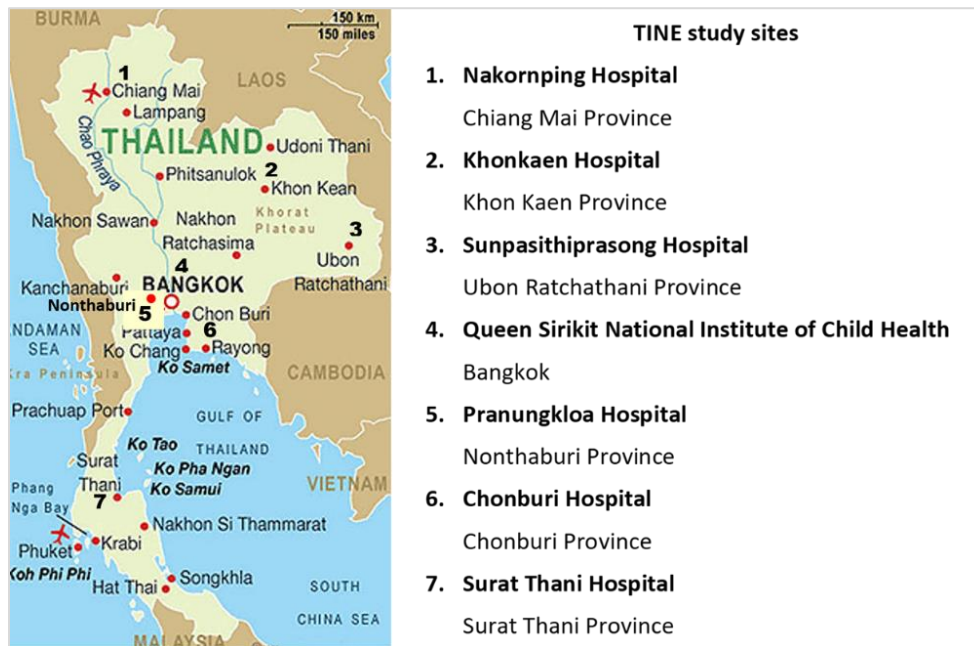 BURMA
150 km
150 miles
LAOS
1
Chiang Mai
Lampang
Chao Phraya
THAILAND
Udoni Thani
Phitsanulok
2
Khon Kean
Khorat
Plateau
Nakhon Sawan
Nakhon
Ratchasima
3
Ubon
Ratchathani
4
Kanchanaburi
BANGKOK
Nonthaburi
5
Chon Buri
Pattaya
6
Ko Chang
Rayong
Ko Samet
NDAMAN
SEA
ra Peninsula
CAMBODIA
Prachuap Port
GULF OF
THAILAND
Ko Tao
Ko Pha Ngan
Ko Samui
VIETNAM
Surat
Thani
7
Phang
Nga Bay
Nakhon Si Thammarat
Phuket
Krabi
Koh Phi Phi
Songkhla
Hat Thai
SOUTH
CHINA SEA
MALAYSIA
TINE study sites
1. Nakornping Hospital
Chiang Mai Province
2. Khonkaen Hospital
Khon Kaen Province
3. Sunpasithiprasong Hospital
Ubon Ratchathani Province
4. Queen Sirikit National Institute of Child Health
Bangkok
5. Pranungkloa Hospital
Nonthaburi Province
6. Chonburi Hospital
Chonburi Province
7. Surat Thani Hospital
Surat Thani Province